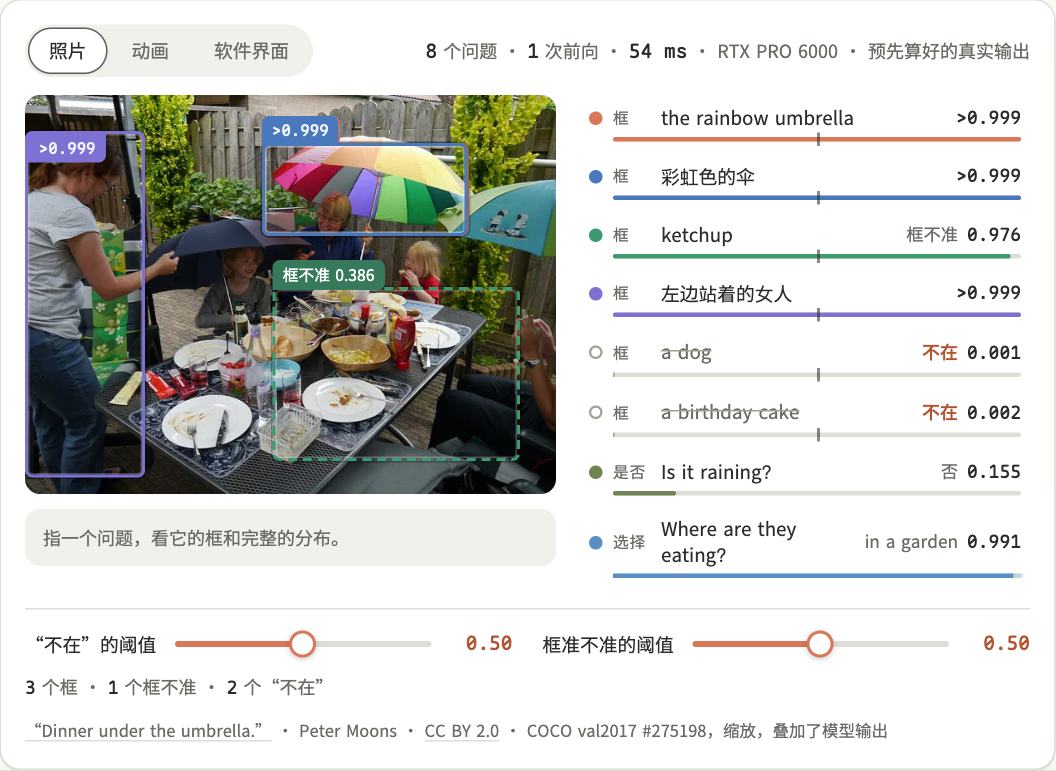 照片 动画 软件界面 8 个问题 • 1 次前向 • 54 ms • RTX PRO 6000 • 预先算好的真实输出
>0.999
>0.999
框不准 0.386
指一个问题，看它的框和完整的分布。
框 the rainbow umbrella >0.999
框 彩虹色的伞 >0.999
框 ketchup 框不准 0.976
框 左边站着的女人 >0.999
框 a dog 不在 0.001
框 a birthday cake 不在 0.002
是否 Is it raining? 否 0.155
选择 Where are they eating? in a garden 0.991
“不在”的阈值 0.50 框准不准的阈值 0.50
3 个框 • 1 个框不准 • 2 个“不在”
“Dinner under the umbrella.” • Peter Moons • CC BY 2.0 • COCO val2017 #275198，缩放，叠加了模型输出